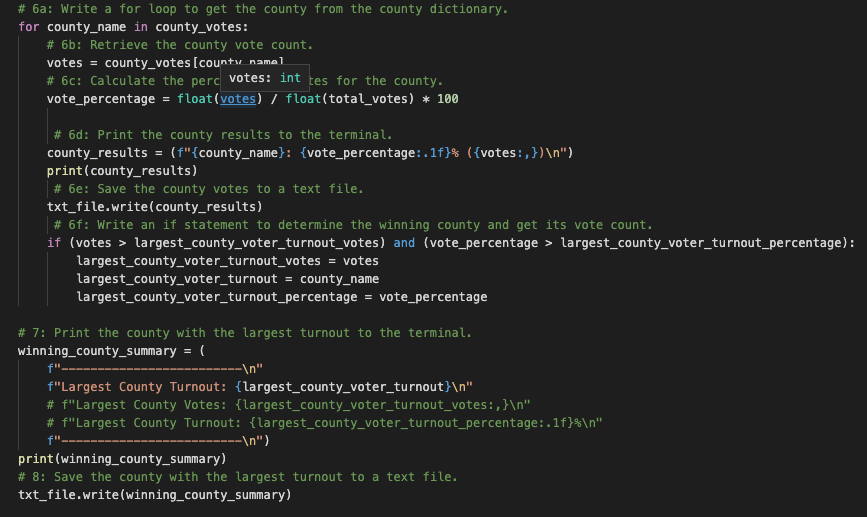 # 6a: Write a for loop to get the county from the county dictionary.
for county_name in county_votes:
    # 6b: Retrieve the county vote count.
    votes = county_votes[county_name]
    # 6c: Calculate the perc votes: int tes for the county.
    vote_percentage = float(votes) / float(total_votes) * 100
    # 6d: Print the county results to the terminal.
    county_results = (f"{county_name}: {vote_percentage:.1f}% ({votes:,})\n")
    print(county_results)
    # 6e: Save the county votes to a text file.
    txt_file.write(county_results)
    # 6f: Write an if statement to determine the winning county and get its vote count.
    if (votes > largest_county_voter_turnout_votes) and (vote_percentage > largest_county_voter_turnout_percentage):
        largest_county_voter_turnout_votes = votes
        largest_county_voter_turnout = county_name
        largest_county_voter_turnout_percentage = vote_percentage
# 7: Print the county with the largest turnout to the terminal.
winning_county_summary = (
    f"-------------------------\n"
    f"Largest County Turnout: {largest_county_voter_turnout}\n"
    # f"Largest County Votes: {largest_county_voter_turnout_votes:,}\n"
    # f"Largest County Turnout: {largest_county_voter_turnout_percentage:.1f}%\n"
    f"-------------------------\n")
print(winning_county_summary)
# 8: Save the county with the largest turnout to a text file.
txt_file.write(winning_county_summary)